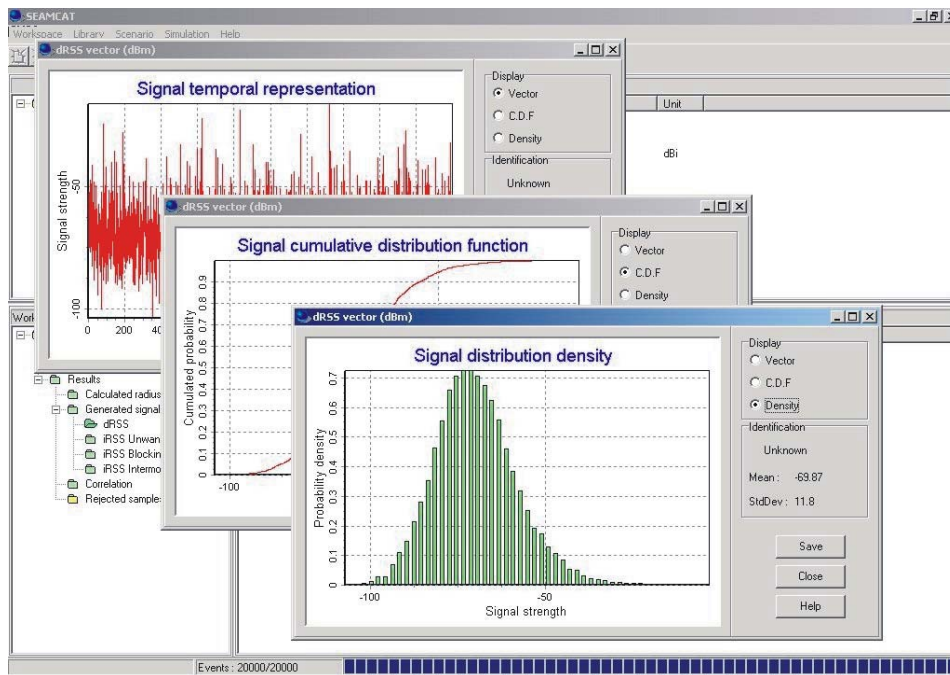 SEAMCAT
Workspace Library Scenario Simulation Help
dRSS vector (dBm)
Signal temporal representation
Signal strength
-50
-100
0 200
Display
Vector
C.D.F
Density
Identification
Unknown
Unit
dBi
dRSS vector (dBm)
Signal cumulative distribution function
Cumulated probability
0.9
0.8
0.7
0.6
0.5
0.4
0.3
0.2
0.1
0
-100
Display
Vector
C.D.F
Density
dRSS vector (dBm)
Signal distribution density
Probability density
0.7
0.6
0.5
0.4
0.3
0.2
0.1
0
-100 -50
Signal strength
Display
Vector
C.D.F
Density
Identification
Unknown
Mean : -69.87
StdDev : 11.8
Save
Close
Help
Results
Calculated radius
Generated signal
dRSS
iRSS Unwan
iRSS Blockin
iRSS Intermo
Correlation
Rejected sample
Events : 20000/20000